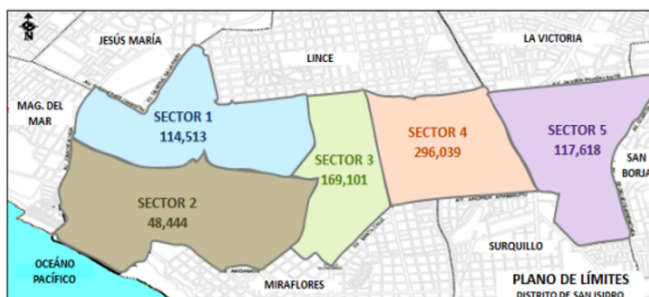 JESÚS MARÍA
LA VICTORIA
LINCE
MAG. DEL
MAR
SECTOR 1
114,513
SECTOR 2
48,444
SECTOR 3
169,101
SECTOR 4
296,039
SECTOR 5
117,618
SAN
BORJA
OCEÁNO
PACÍFICO
MIRAFLORES
SURQUILLO
PLANO DE LÍMITES
DISTRITO DE SAN ISIDRO